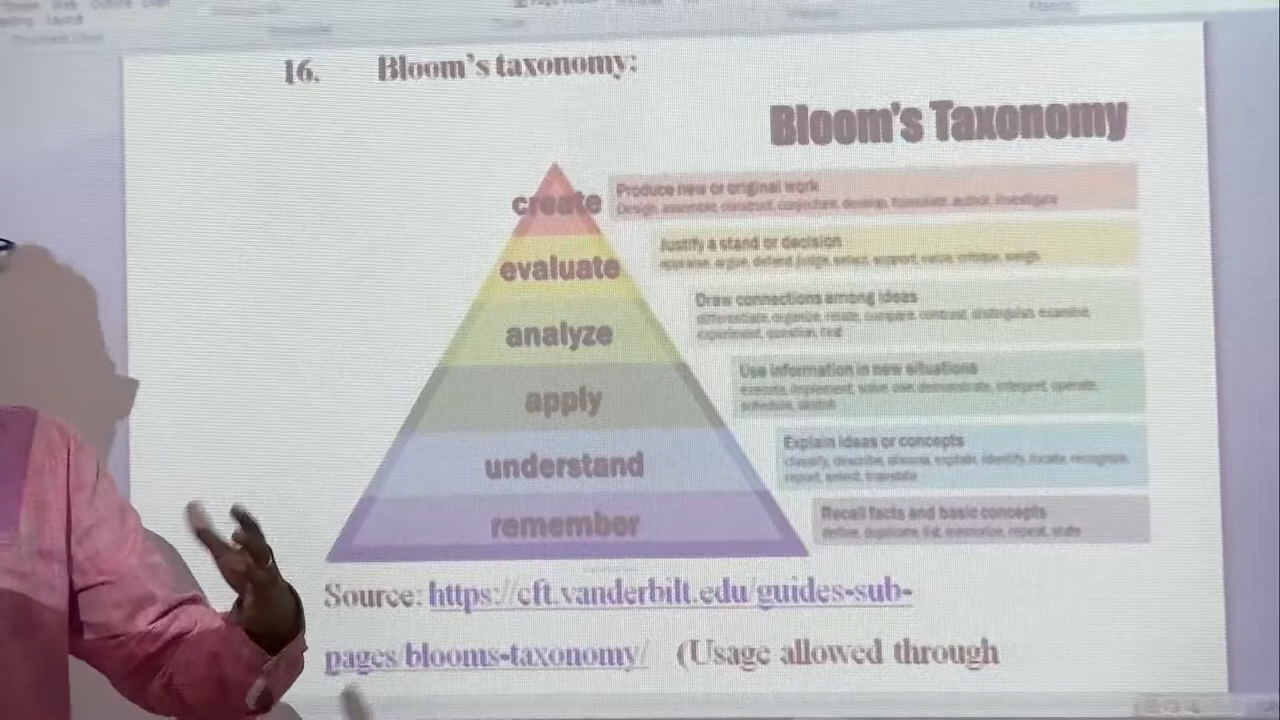 16. Bloom's taxonomy:
Bloom's Taxonomy
create
Produce new or original work
Design, assemble, construct, conjecture, develop, formulate, author, investigate
evaluate
Justify a stand or decision
appraise, argue, defend, judge, select, support, value, critique, weigh
analyze
Draw connections among ideas
differentiate, organize, relate, compare, contrast, distinguish, examine,
experiment, question, test
apply
Use information in new situations
execute, implement, solve, use, demonstrate, interpret, operate,
schedule, sketch
understand
Explain ideas or concepts
classify, describe, discuss, explain, identify, locate, recognize,
report, select, translate
remember
Recall facts and basic concepts
define, duplicate, list, memorize, repeat, state
Source: https://cft.vanderbilt.edu/guides-sub-
pages/blooms-taxonomy/ (Usage allowed through